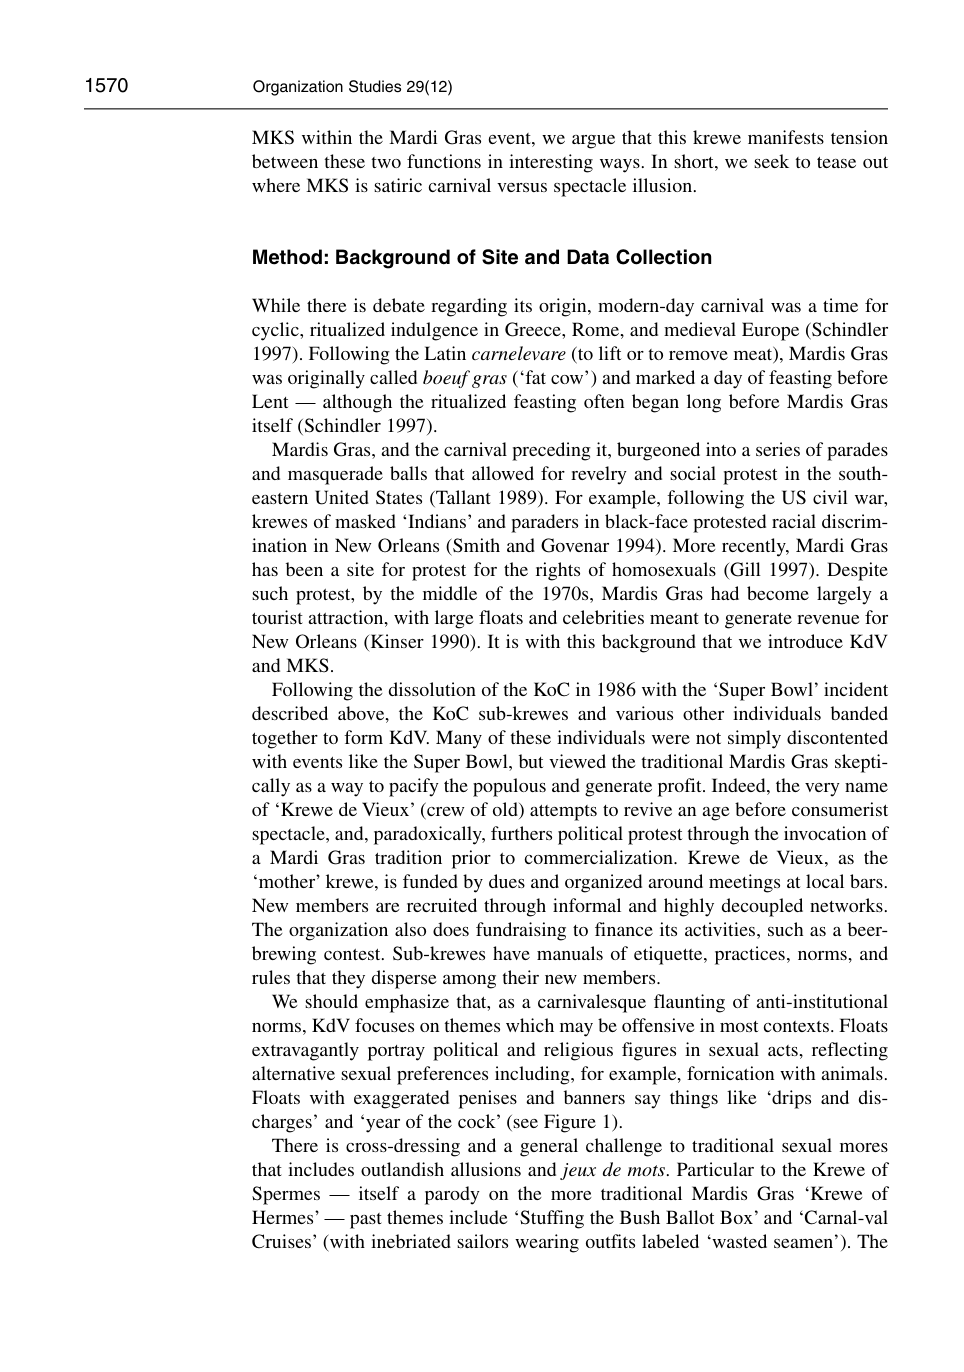 1570
Organization Studies 29(12)
MKS within the Mardi Gras event, we argue that this krewe manifests tension
between these two functions in interesting ways. In short, we seek to tease out
where MKS is satiric carnival versus spectacle illusion.
Method: Background of Site and Data Collection
While there is debate regarding its origin, modern-day carnival was a time for
cyclic, ritualized indulgence in Greece, Rome, and medieval Europe (Schindler
1997). Following the Latin carnelevare (to lift or to remove meat), Mardis Gras
was originally called boeuf gras (‘fat cow’) and marked a day of feasting before
Lent — although the ritualized feasting often began long before Mardis Gras
itself (Schindler 1997).
Mardis Gras, and the carnival preceding it, burgeoned into a series of parades
and masquerade balls that allowed for revelry and social protest in the south-
eastern United States (Tallant 1989). For example, following the US civil war,
krewes of masked ‘Indians’ and paraders in black-face protested racial discrim-
ination in New Orleans (Smith and Govenar 1994). More recently, Mardi Gras
has been a site for protest for the rights of homosexuals (Gill 1997). Despite
such protest, by the middle of the 1970s, Mardis Gras had become largely a
tourist attraction, with large floats and celebrities meant to generate revenue for
New Orleans (Kinser 1990). It is with this background that we introduce KdV
and MKS.
Following the dissolution of the KoC in 1986 with the ‘Super Bowl’ incident
described above, the KoC sub-krewes and various other individuals banded
together to form KdV. Many of these individuals were not simply discontented
with events like the Super Bowl, but viewed the traditional Mardis Gras skepti-
cally as a way to pacify the populous and generate profit. Indeed, the very name
of ‘Krewe de Vieux’ (crew of old) attempts to revive an age before consumerist
spectacle, and, paradoxically, furthers political protest through the invocation of
a Mardi Gras tradition prior to commercialization. Krewe de Vieux, as the
‘mother’ krewe, is funded by dues and organized around meetings at local bars.
New members are recruited through informal and highly decoupled networks.
The organization also does fundraising to finance its activities, such as a beer-
brewing contest. Sub-krewes have manuals of etiquette, practices, norms, and
rules that they disperse among their new members.
We should emphasize that, as a carnivalesque flaunting of anti-institutional
norms, KdV focuses on themes which may be offensive in most contexts. Floats
extravagantly portray political and religious figures in sexual acts, reflecting
alternative sexual preferences including, for example, fornication with animals.
Floats with exaggerated penises and banners say things like ‘drips and dis-
charges’ and ‘year of the cock’ (see Figure 1).
There is cross-dressing and a general challenge to traditional sexual mores
that includes outlandish allusions and jeux de mots. Particular to the Krewe of
Spermes — itself a parody on the more traditional Mardis Gras ‘Krewe of
Hermes’ — past themes include ‘Stuffing the Bush Ballot Box’ and ‘Carnal-val
Cruises’ (with inebriated sailors wearing outfits labeled ‘wasted seamen’). The